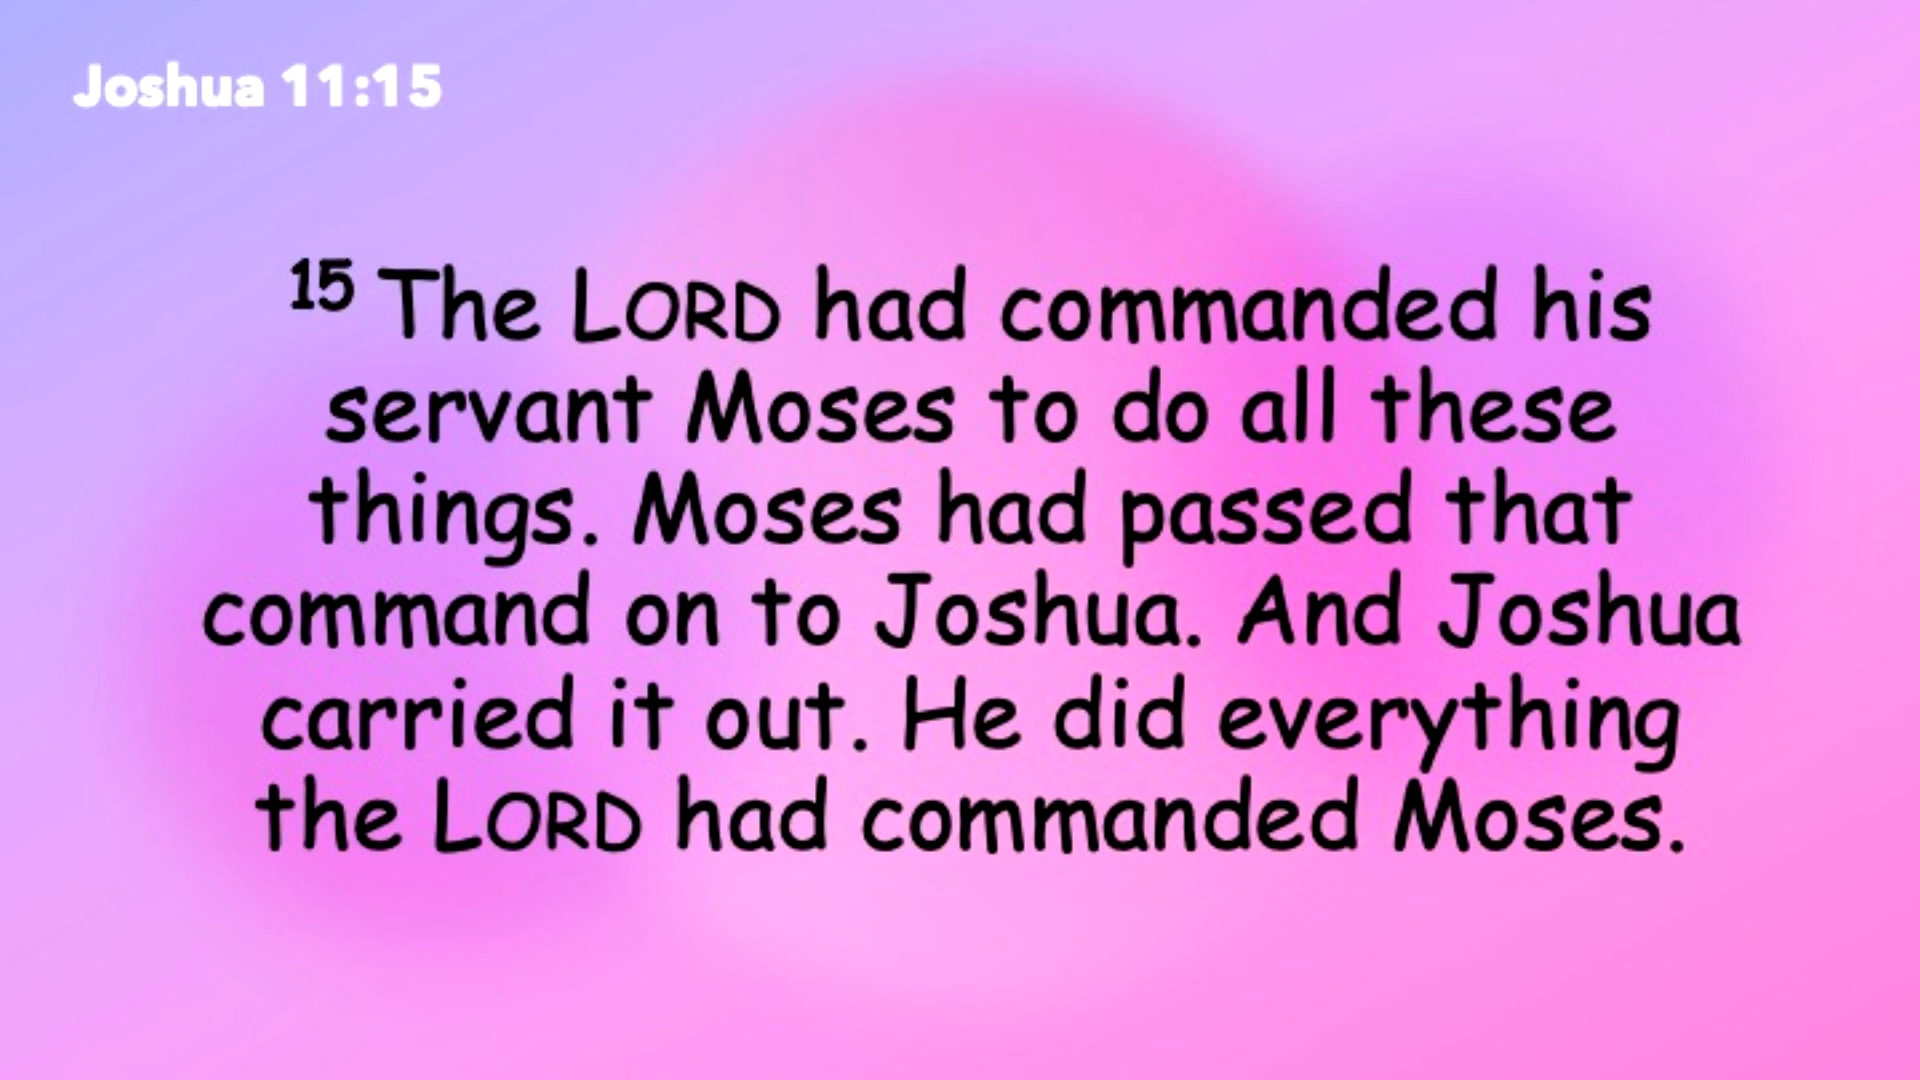 Joshua 11:15
15 The LORD had commanded his
servant Moses to do all these
things. Moses had passed that
command on to Joshua. And Joshua
carried it out. He did everything
the LORD had commanded Moses.